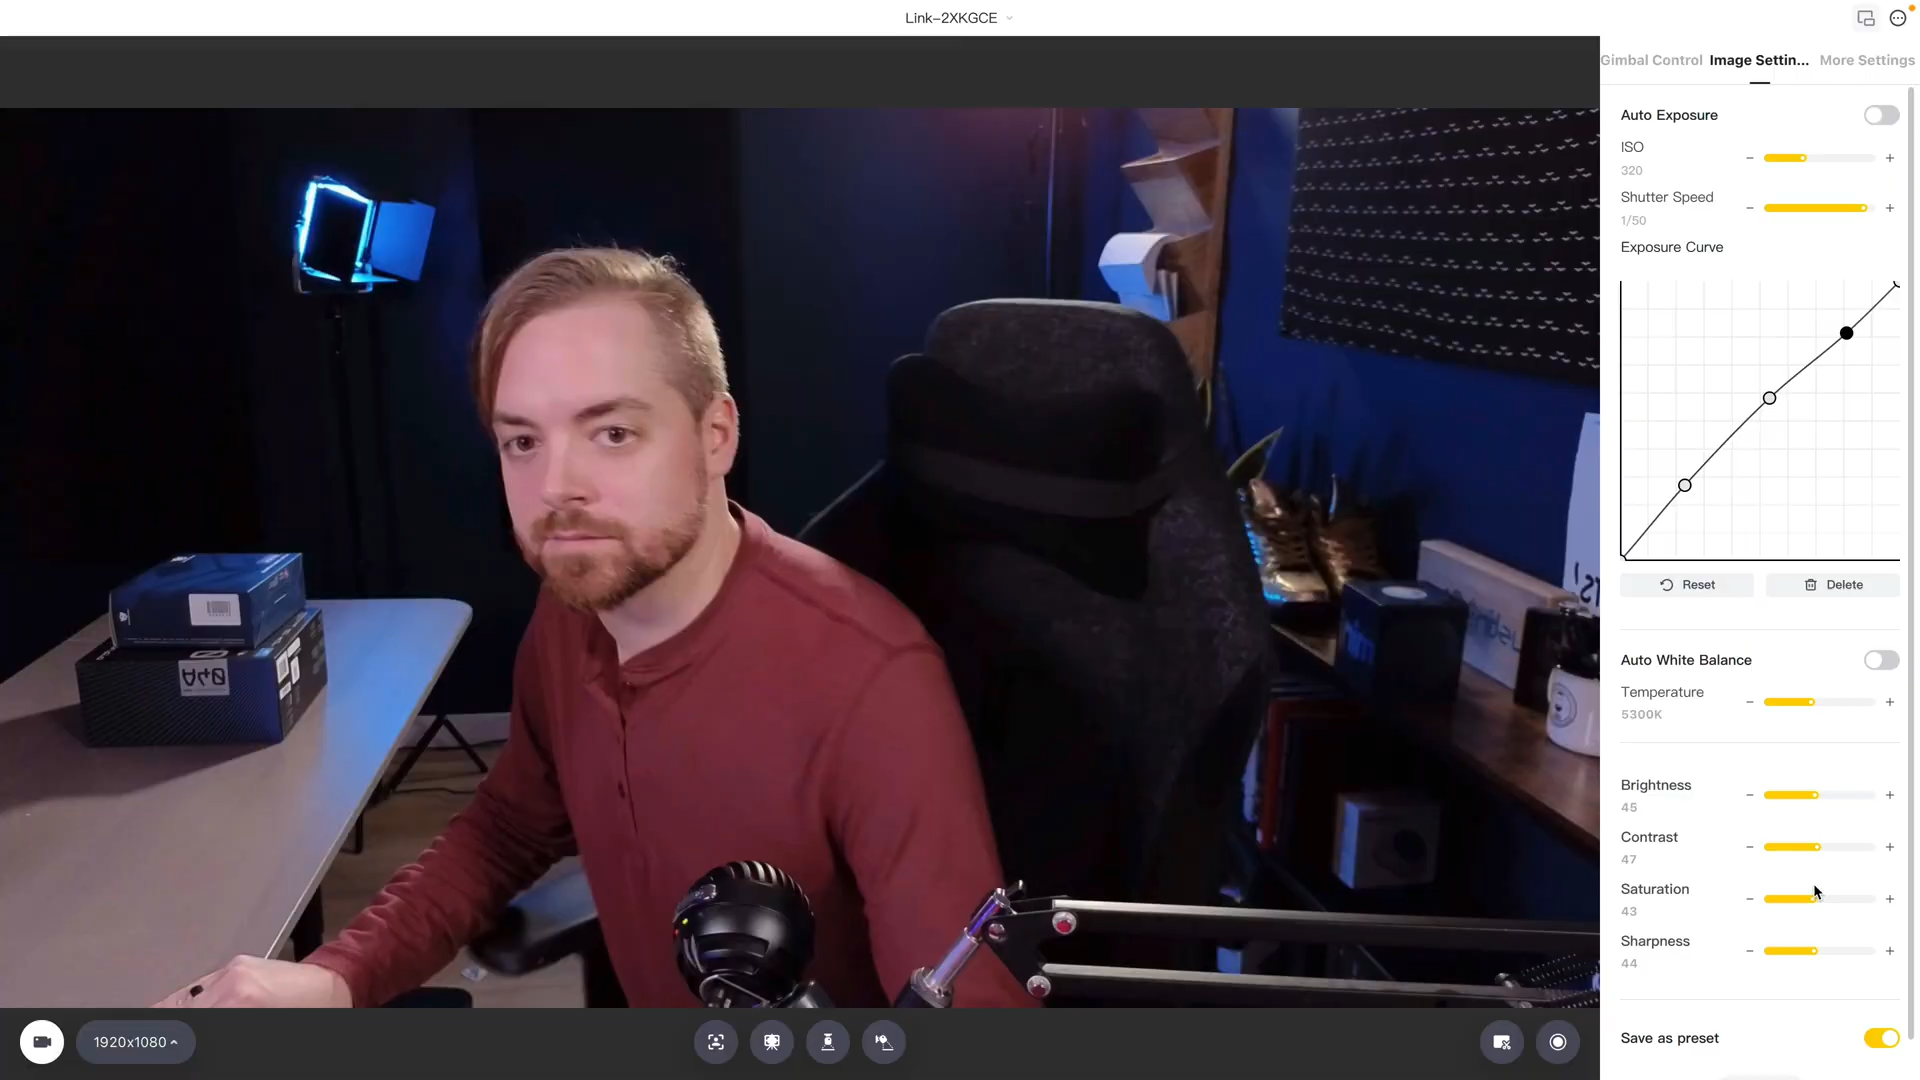 Link-2XKGCE
Gimbal Control
Image Settin...
More Settings
Auto Exposure
ISO
320
Shutter Speed
1/50
Exposure Curve
Reset
Delete
Auto White Balance
Temperature
5300K
Brightness
45
Contrast
47
Saturation
43
Sharpness
44
Save as preset
1920x1080